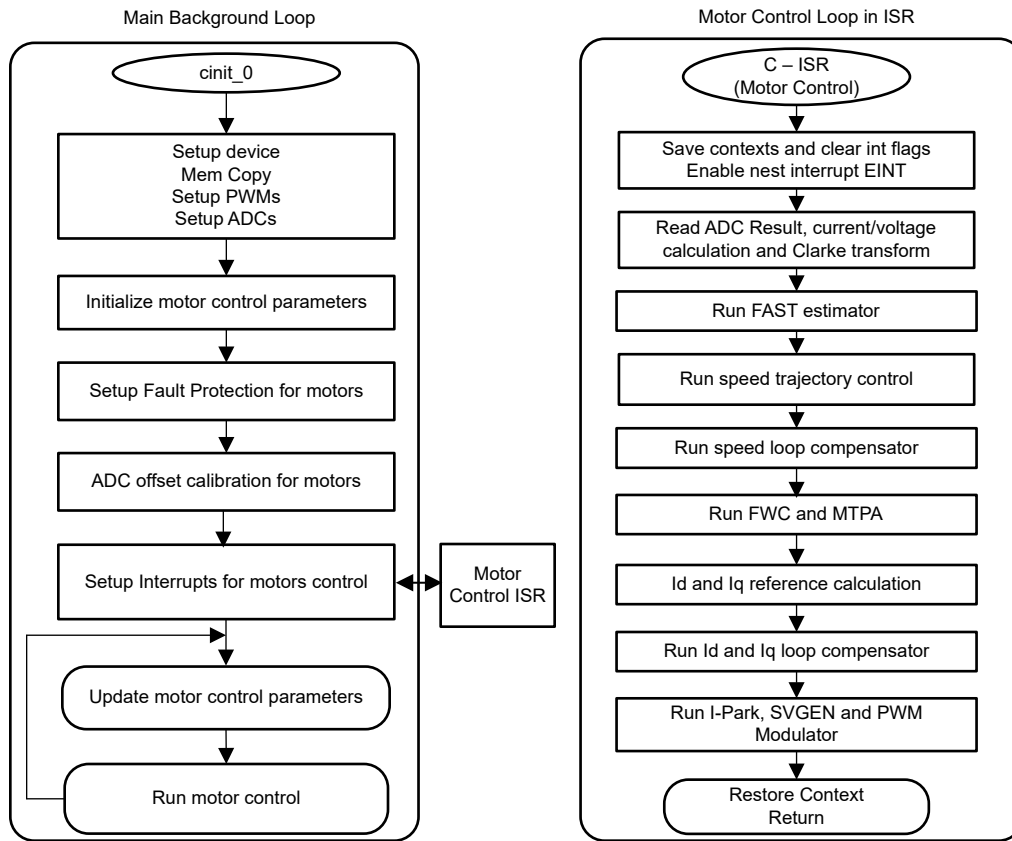 Main Background Loop
cinit_0
Setup device
Mem Copy
Setup PWMs
Setup ADCs
Initialize motor control parameters
Setup Fault Protection for motors
ADC offset calibration for motors
Setup Interrupts for motors control
Motor
Control ISR
Update motor control parameters
Run motor control
Motor Control Loop in ISR
C – ISR
(Motor Control)
Save contexts and clear int flags
Enable nest interrupt EINT
Read ADC Result, current/voltage
calculation and Clarke transform
Run FAST estimator
Run speed trajectory control
Run speed loop compensator
Run FWC and MTPA
Id and Iq reference calculation
Run Id and Iq loop compensator
Run I-Park, SVGEN and PWM
Modulator
Restore Context
Return